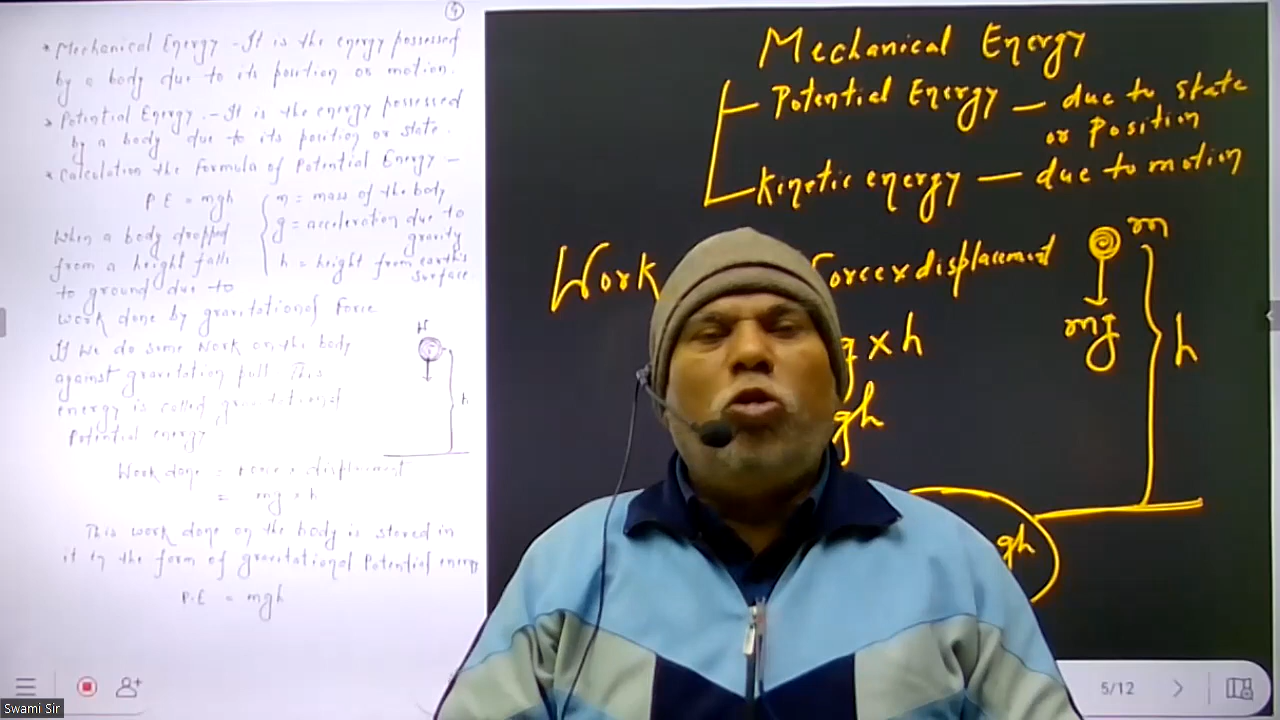 4
* Mechanical Energy - It is the energy possessed
by a body due to its position or motion.
* Potential Energy. - It is the energy possessed
by a body due to its position or state.
* Calculation the Formula of Potential Energy -
P.E = mgh
m = mass of the body
g = acceleration due to
gravity
h = height from earth's
surface
When a body dropped
from a height falls
to ground due to
work done by gravitational Force
If we do some work on the body
against gravitation pull This
energy is called gravitational
Potential energy
m
h
Work done = Force x displacement
= mg x h
This work done on the body is stored in
it in the form of gravitational Potential energy
P.E = mgh
Mechanical Energy
Potential Energy — due to state
or Position
Kinetic energy — due to motion
Work Force x displacement
g x h
gh
gh
m
mg
h
5/12
Swami Sir